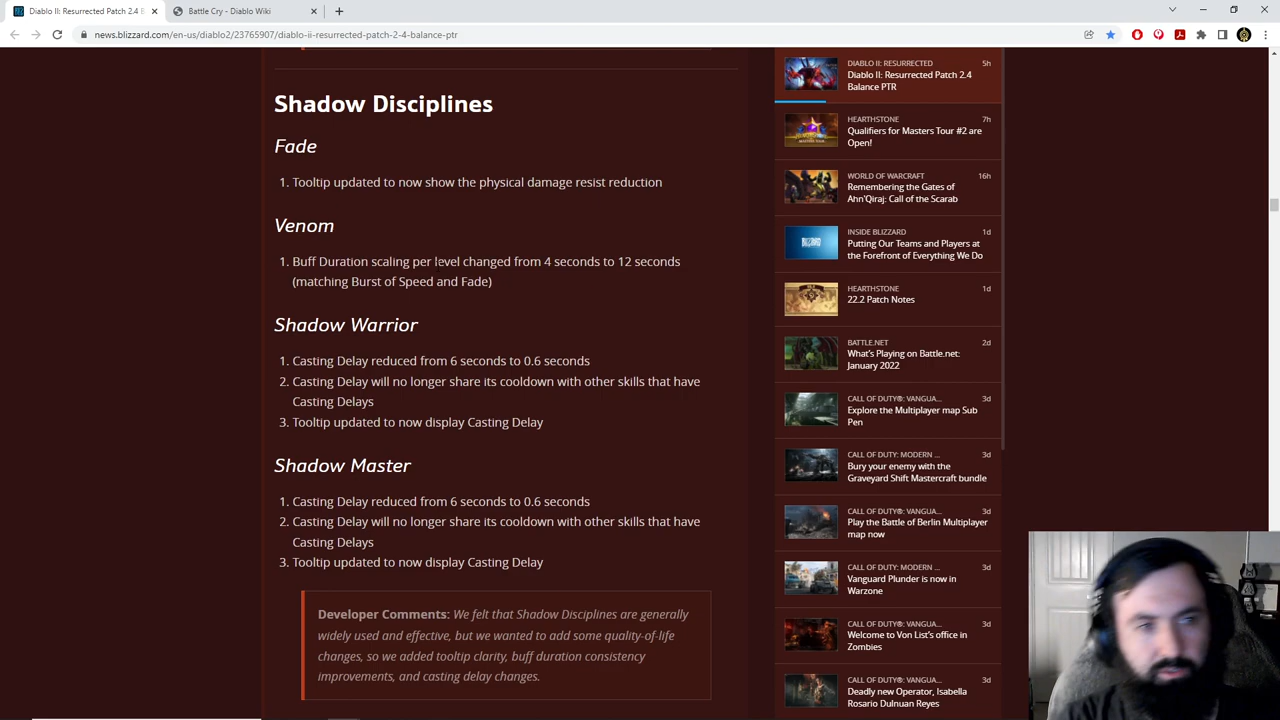 Diablo II: Resurrected Patch 2.4 B
Battle Cry - Diablo Wiki
news.blizzard.com/en-us/diablo2/23765907/diablo-ii-resurrected-patch-2-4-balance-ptr
Shadow Disciplines
Fade
1. Tooltip updated to now show the physical damage resist reduction
Venom
1. Buff Duration scaling per level changed from 4 seconds to 12 seconds
(matching Burst of Speed and Fade)
Shadow Warrior
1. Casting Delay reduced from 6 seconds to 0.6 seconds
2. Casting Delay will no longer share its cooldown with other skills that have
Casting Delays
3. Tooltip updated to now display Casting Delay
Shadow Master
1. Casting Delay reduced from 6 seconds to 0.6 seconds
2. Casting Delay will no longer share its cooldown with other skills that have
Casting Delays
3. Tooltip updated to now display Casting Delay
Developer Comments: We felt that Shadow Disciplines are generally
widely used and effective, but we wanted to add some quality-of-life
changes, so we added tooltip clarity, buff duration consistency
improvements, and casting delay changes.
DIABLO II: RESURRECTED 5h
Diablo II: Resurrected Patch 2.4
Balance PTR
HEARTHSTONE 7h
Qualifiers for Masters Tour #2 are
Open!
WORLD OF WARCRAFT 16h
Remembering the Gates of
Ahn'Qiraj: Call of the Scarab
INSIDE BLIZZARD 1d
Putting Our Teams and Players at
the Forefront of Everything We Do
HEARTHSTONE 1d
22.2 Patch Notes
BATTLE.NET 2d
What's Playing on Battle.net:
January 2022
CALL OF DUTY®: VANGUA... 3d
Explore the Multiplayer map Sub
Pen
CALL OF DUTY: MODERN ... 3d
Bury your enemy with the
Graveyard Shift Mastercraft bundle
CALL OF DUTY®: VANGUA... 3d
Play the Battle of Berlin Multiplayer
map now
CALL OF DUTY: MODERN ... 3d
Vanguard Plunder is now in
Warzone
CALL OF DUTY®: VANGUA... 3d
Welcome to Von List's office in
Zombies
CALL OF DUTY®: VANGUA... 3d
Deadly new Operator, Isabella
Rosario Dulnuan Reyes